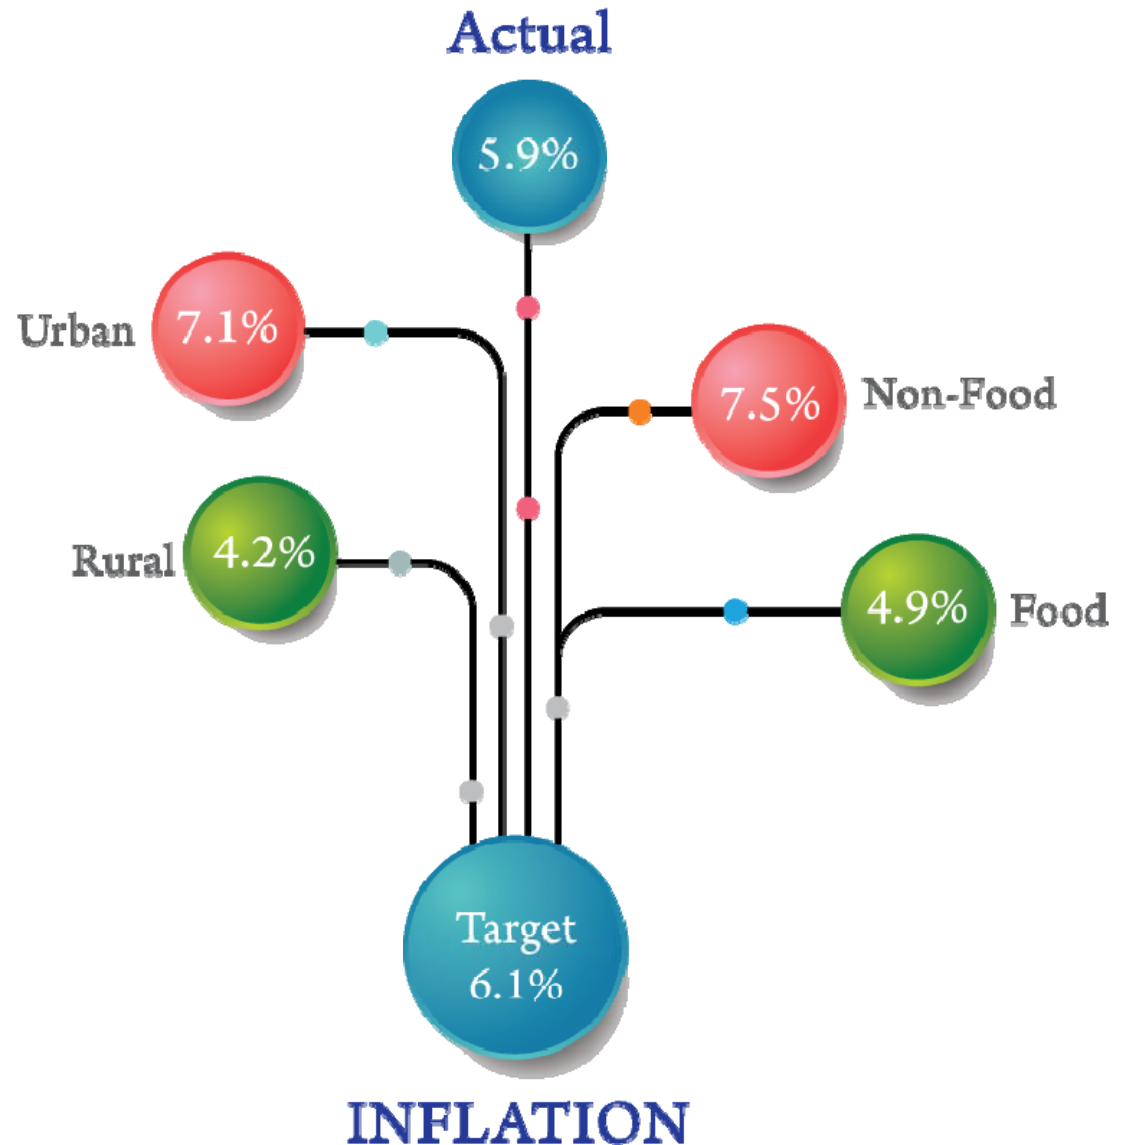 Actual
5.9%
Urban
7.1%
7.5%
Non-Food
Rural
4.2%
4.9%
Food
Target
6.1%
INFLATION